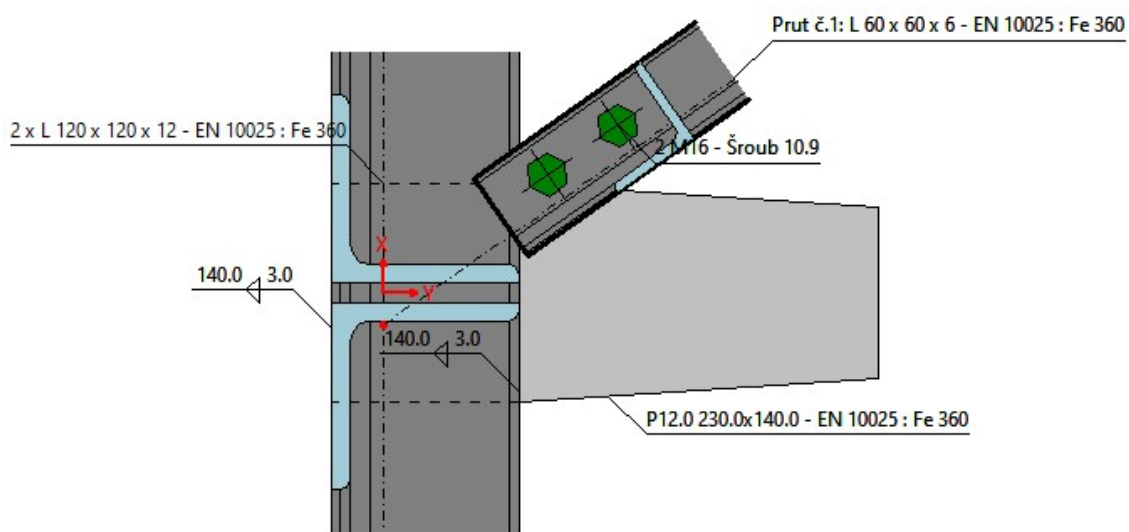 Prut č.1: L 60 x 60 x 6 - EN 10025 : Fe 360
2 x L 120 x 120 x 12 - EN 10025 : Fe 360
2 M16 - Šroub 10.9
X
Y
140.0 3.0
140.0 3.0
P12.0 230.0x140.0 - EN 10025 : Fe 360